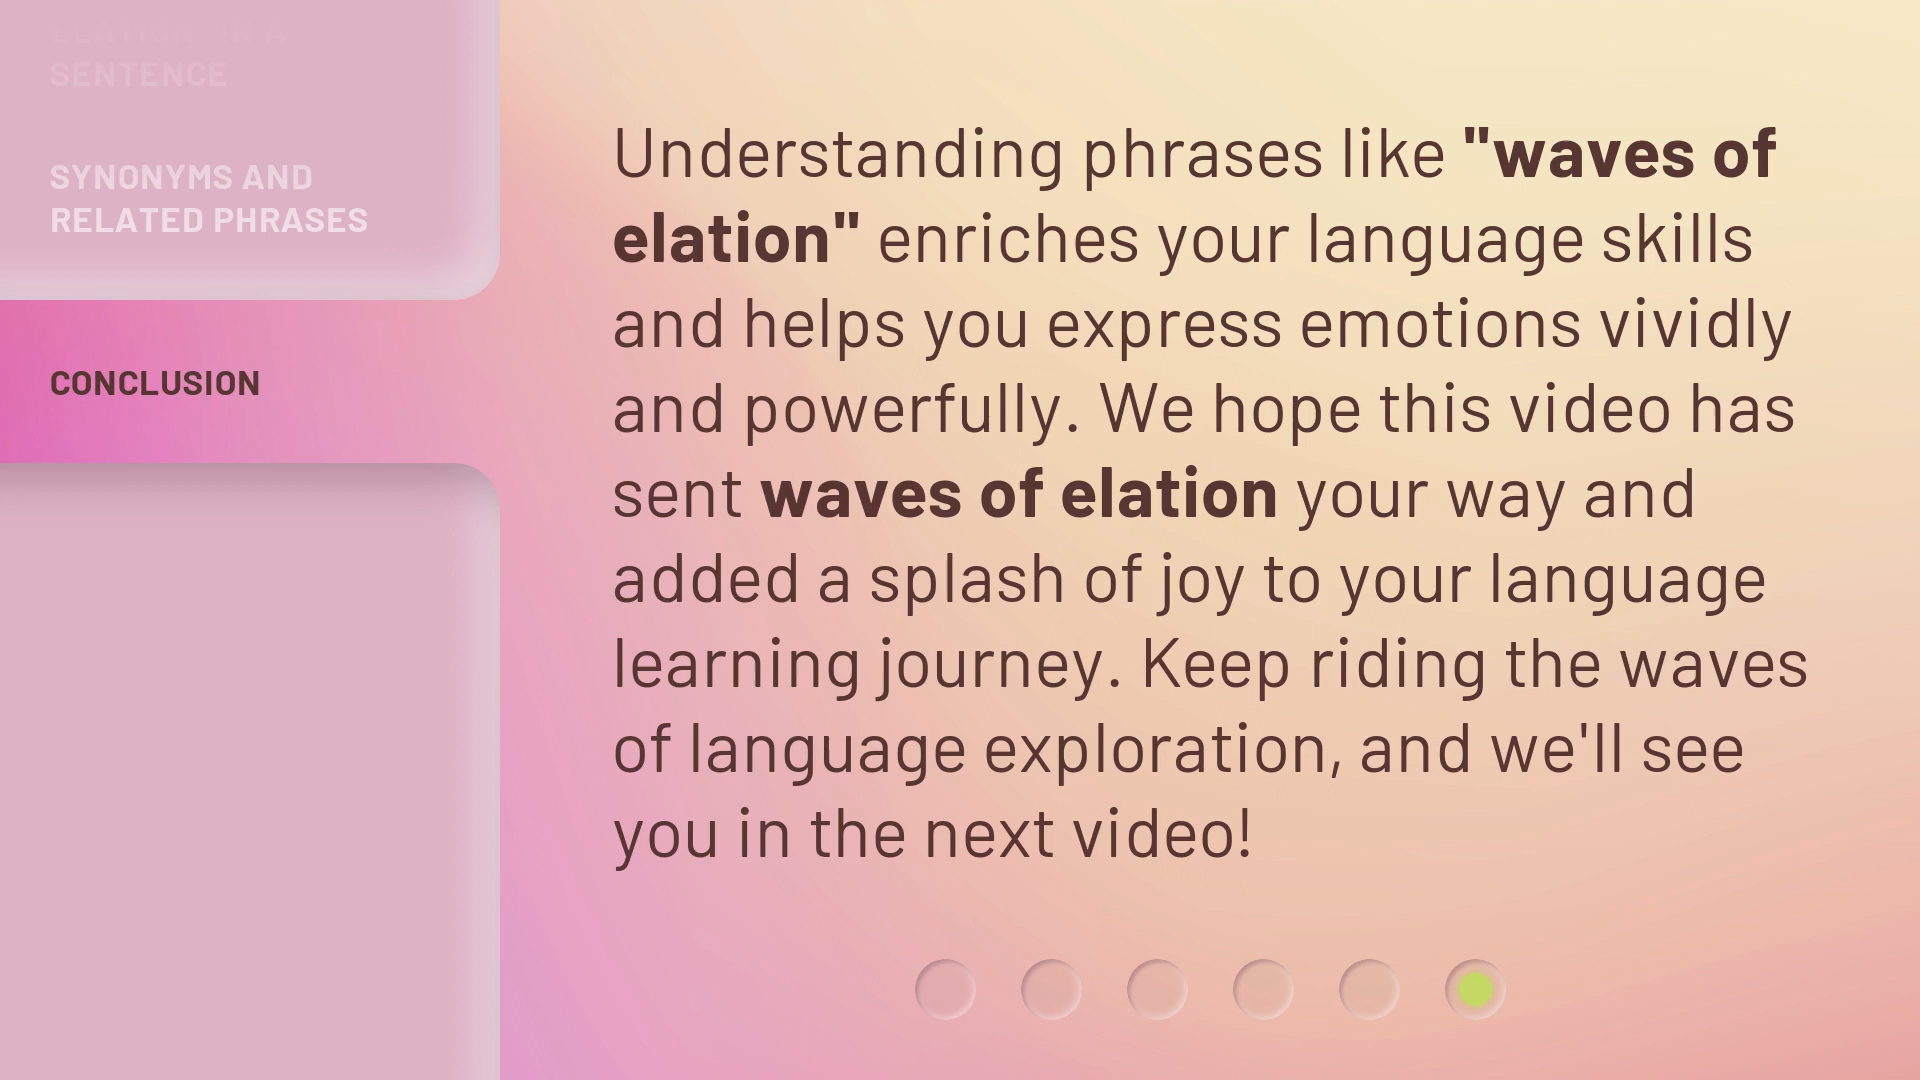 ELATION" IN A
SENTENCE
SYNONYMS AND
RELATED PHRASES
CONCLUSION
Understanding phrases like "waves of
elation" enriches your language skills
and helps you express emotions vividly
and powerfully. We hope this video has
sent waves of elation your way and
added a splash of joy to your language
learning journey. Keep riding the waves
of language exploration, and we'll see
you in the next video!